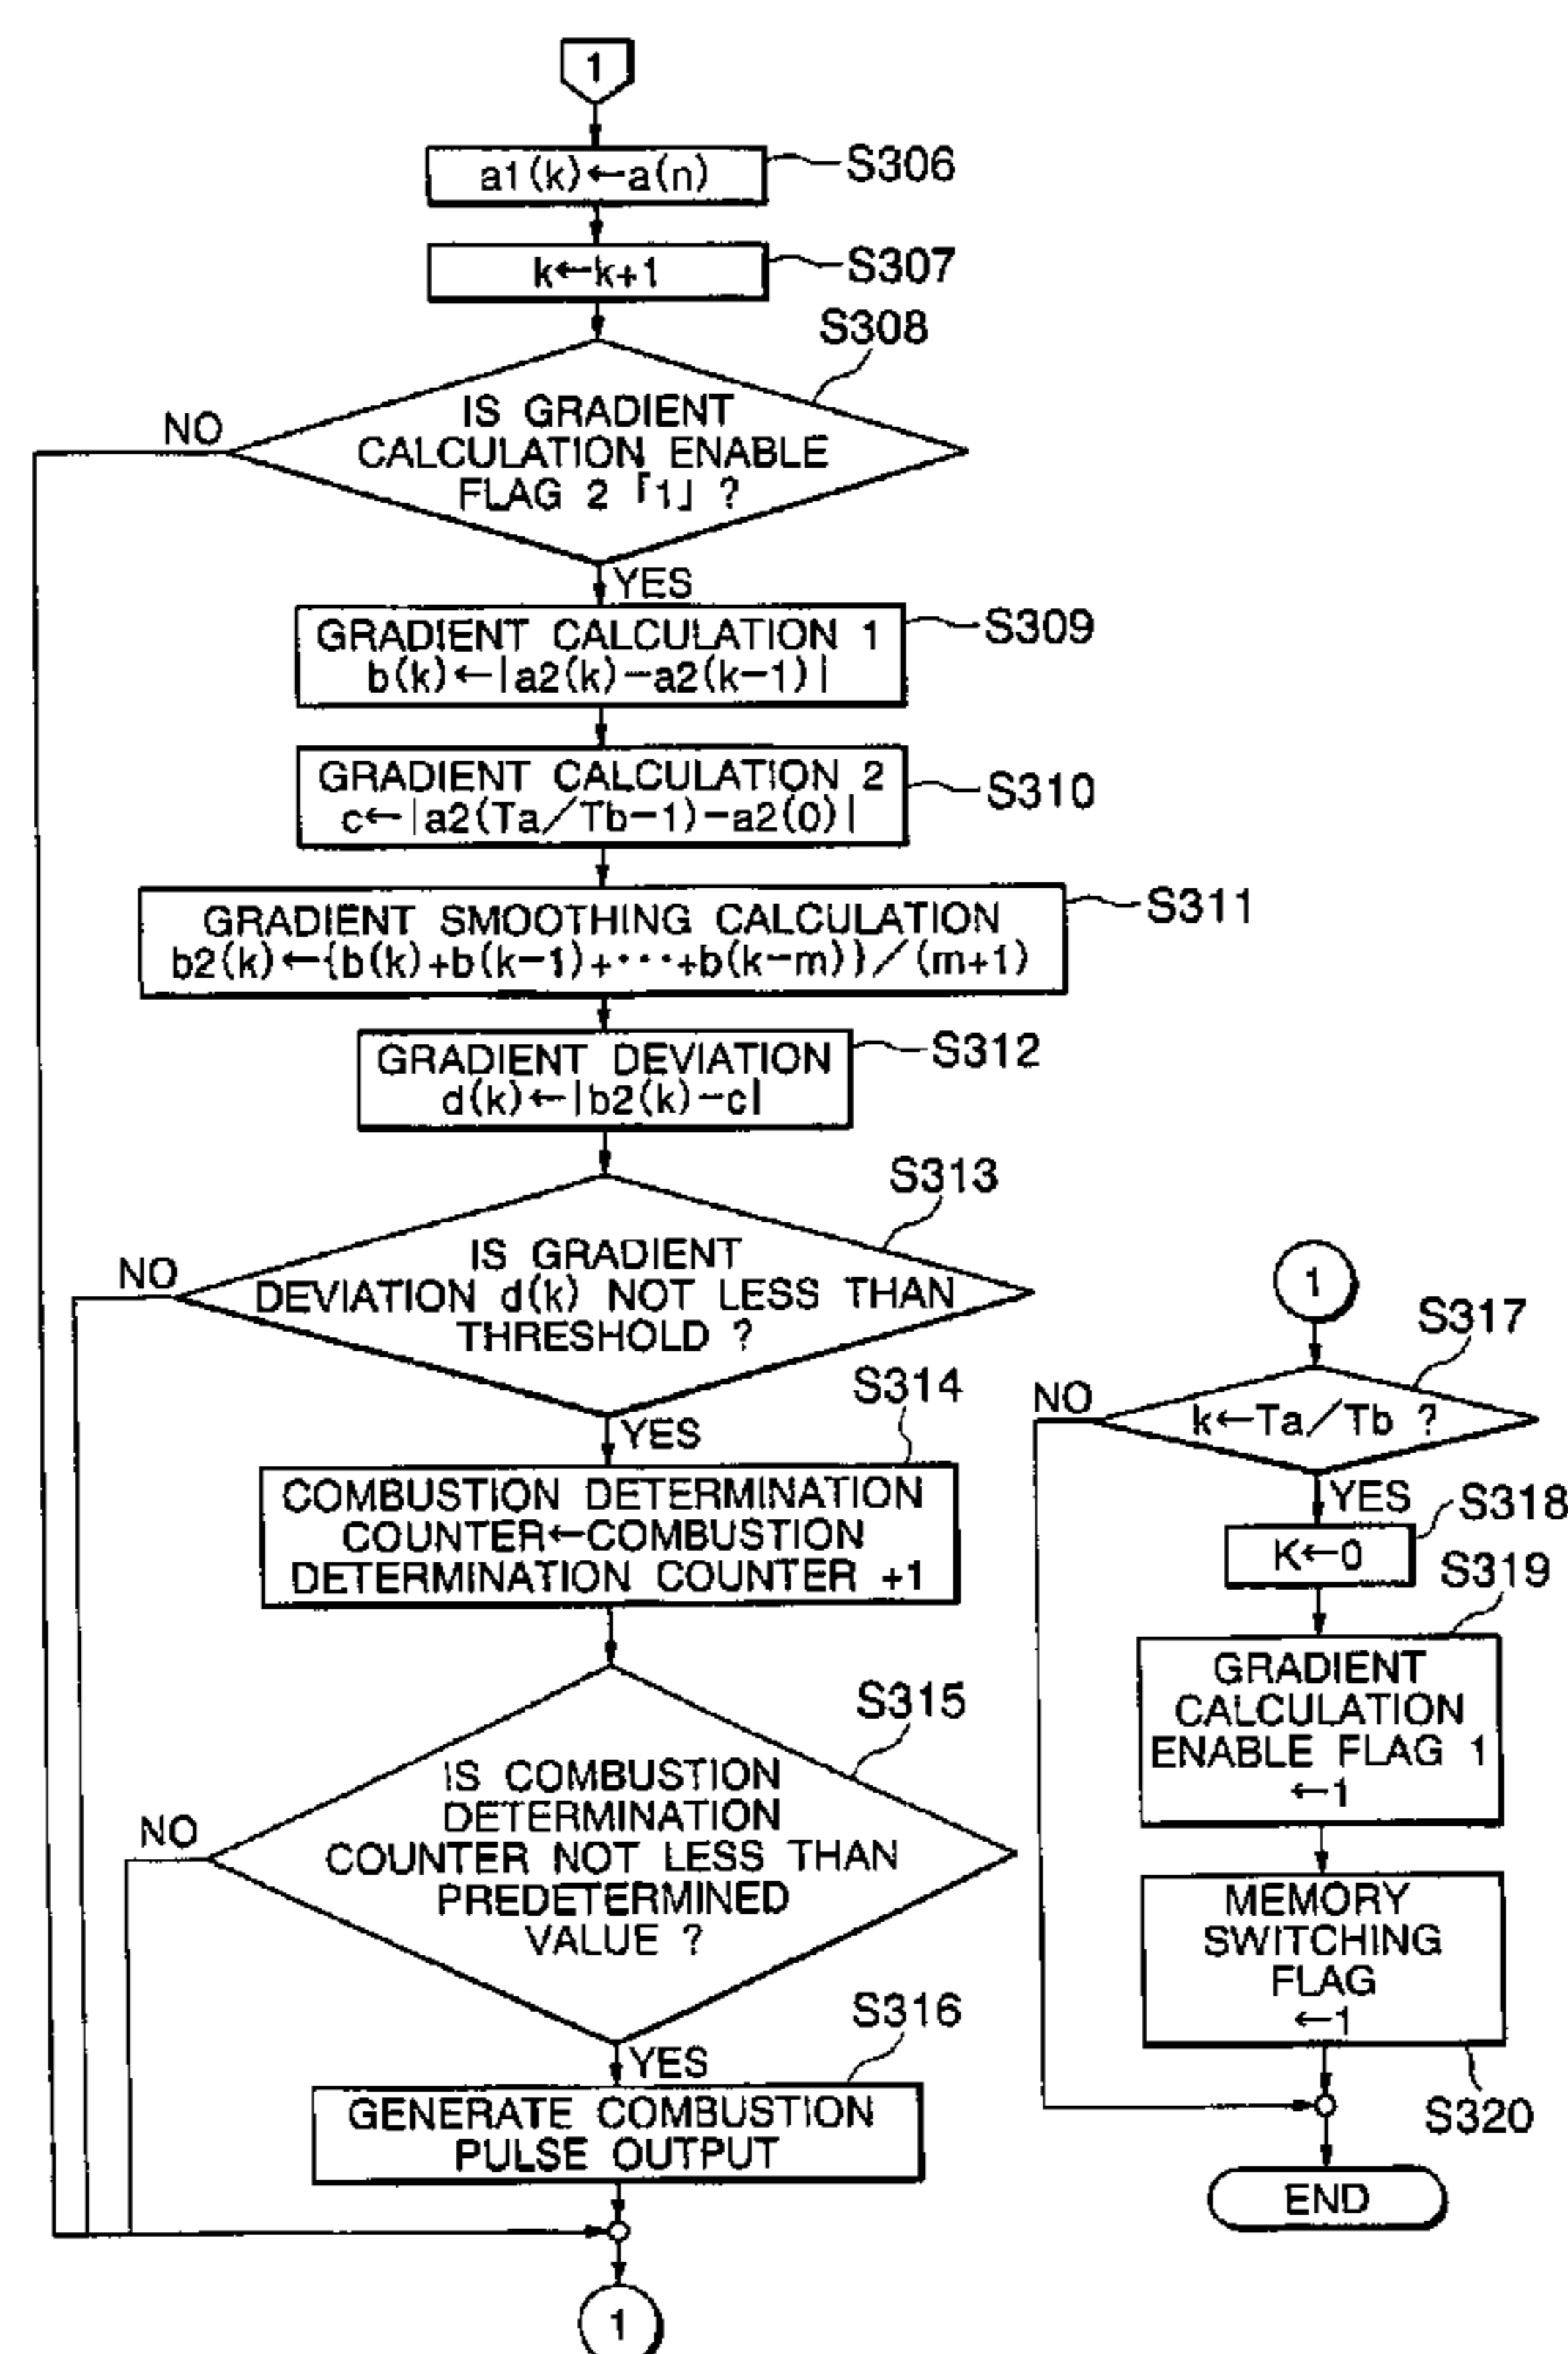 1
a1(k)←a(n)
S306
k←k+1
S307
S308
IS GRADIENT
CALCULATION ENABLE
FLAG 2「1」?
NO
YES
GRADIENT CALCULATION 1
b(k)←|a2(k)-a2(k-1)|
S309
GRADIENT CALCULATION 2
c←|a2(Ta/Tb-1)-a2(0)|
S310
GRADIENT SMOOTHING CALCULATION
b2(k)←{b(k)+b(k-1)+···+b(k-m)}/(m+1)
S311
GRADIENT DEVIATION
d(k)←|b2(k)-c|
S312
S313
IS GRADIENT
DEVIATION d(k) NOT LESS THAN
THRESHOLD ?
NO
YES
S314
COMBUSTION DETERMINATION
COUNTER←COMBUSTION
DETERMINATION COUNTER +1
S315
IS COMBUSTION
DETERMINATION
COUNTER NOT LESS THAN
PREDETERMINED
VALUE ?
NO
YES
S316
GENERATE COMBUSTION
PULSE OUTPUT
1
1
S317
k←Ta/Tb ?
NO
YES
S318
K←0
S319
GRADIENT
CALCULATION
ENABLE FLAG 1
←1
MEMORY
SWITCHING
FLAG
←1
S320
END